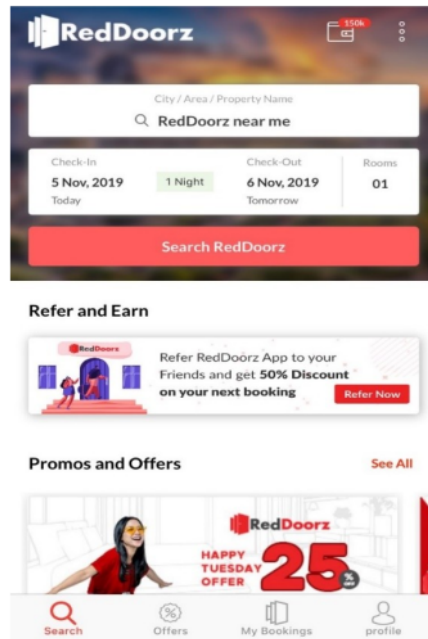 RedDoorz
150k
City / Area / Property Name
RedDoorz near me
Check-In
Check-Out
Rooms
5 Nov, 2019
1 Night
6 Nov, 2019
01
Today
Tomorrow
Search RedDoorz
Refer and Earn
RedDoorz
Refer RedDoorz App to your
Friends and get 50% Discount
on your next booking
Refer Now
Promos and Offers
See All
RedDoorz
HAPPY
TUESDAY
OFFER
25%
OFF
Search
Offers
My Bookings
profile